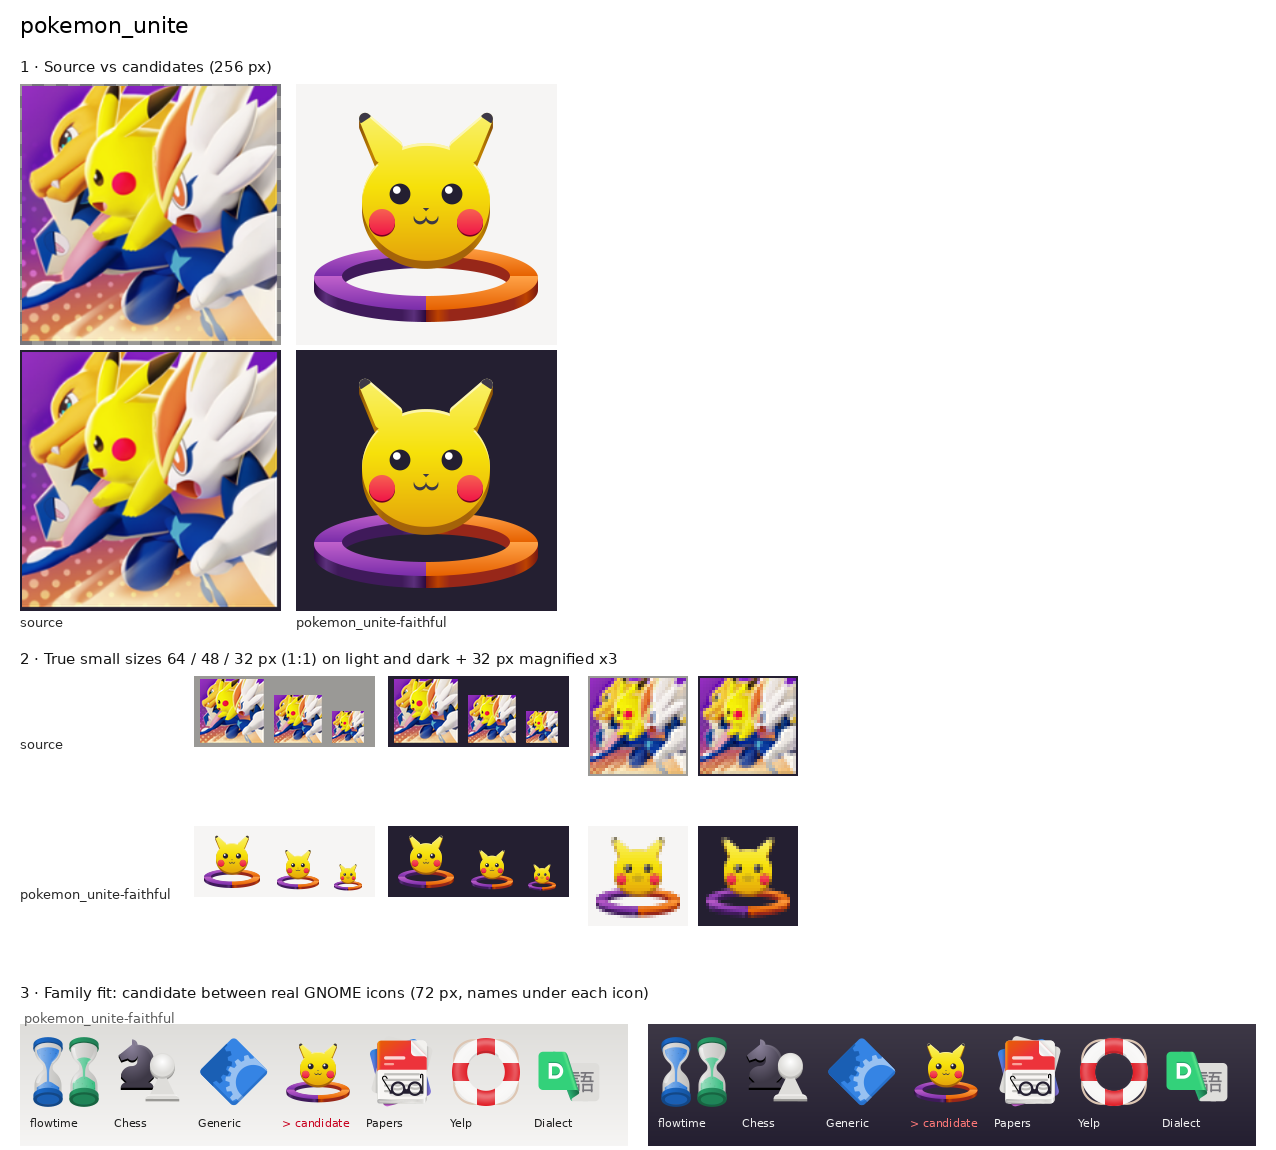 pokemon_unite
1 · Source vs candidates (256 px)
source
pokemon_unite-faithful
2 · True small sizes 64 / 48 / 32 px (1:1) on light and dark + 32 px magnified x3
source
pokemon_unite-faithful
3 · Family fit: candidate between real GNOME icons (72 px, names under each icon)
pokemon_unite-faithful
D 語 D 語
flowtime Chess Generic > candidate Papers Yelp Dialect flowtime Chess Generic > candidate Papers Yelp Dialect